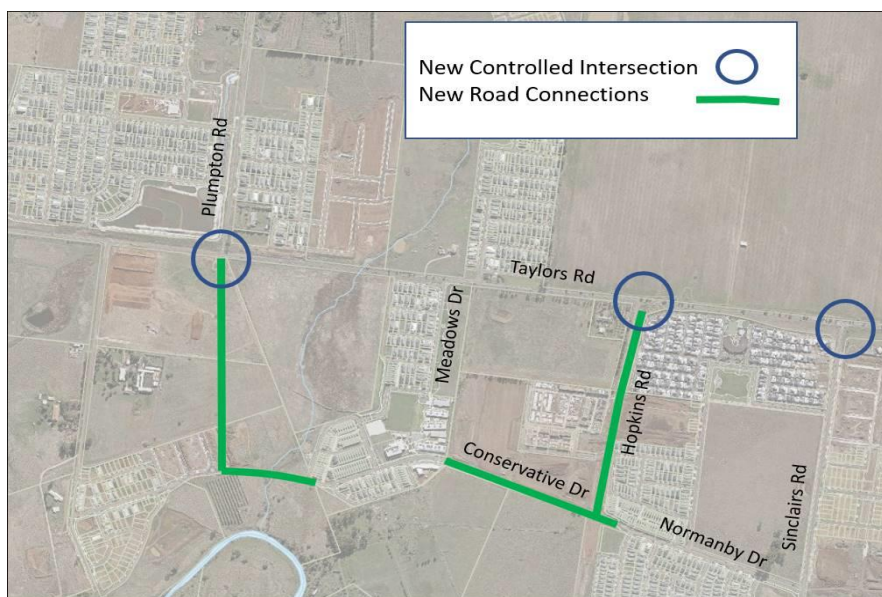 New Controlled Intersection
New Road Connections
Plumpton Rd
Taylors Rd
Meadows Dr
Hopkins Rd
Conservative Dr
Sinclairs Rd
Normanby Dr